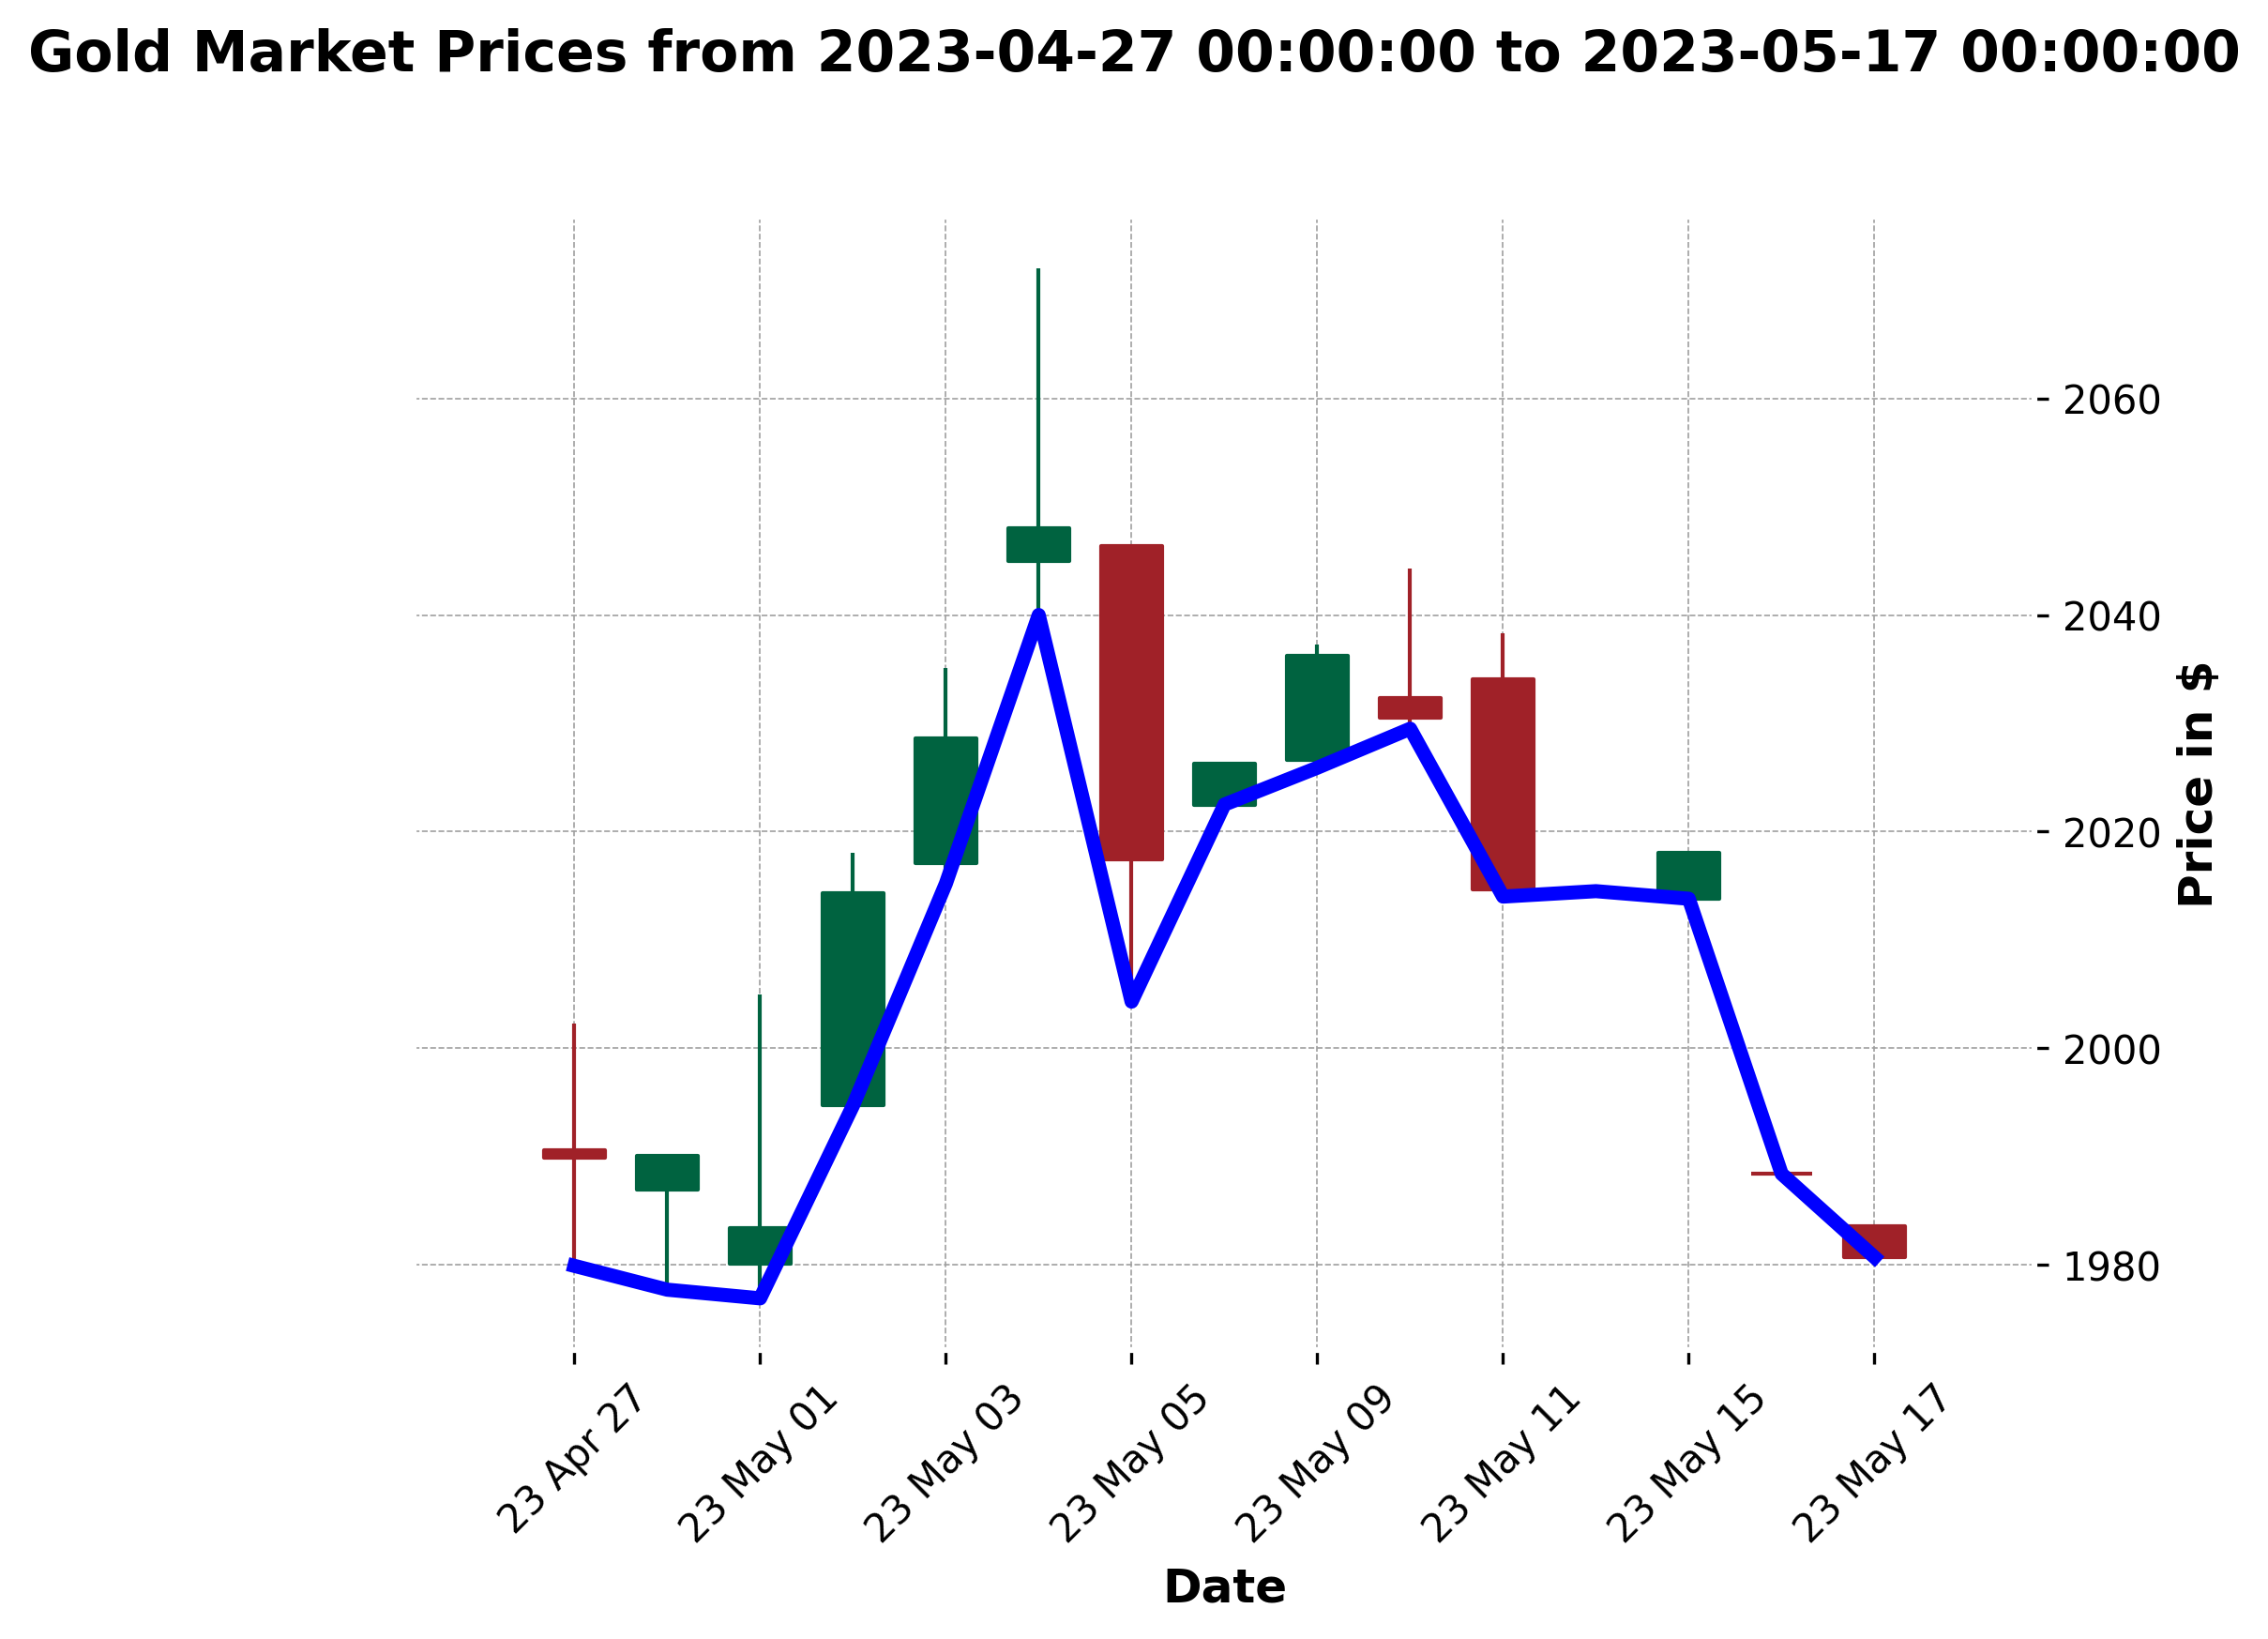 Gold Market Prices from 2023-04-27 00:00:00 to 2023-05-17 00:00:00
2060
2040
2020
2000
1980
Price in $
23 Apr 27
23 May 01
23 May 03
23 May 05
23 May 09
23 May 11
23 May 15
23 May 17
Date